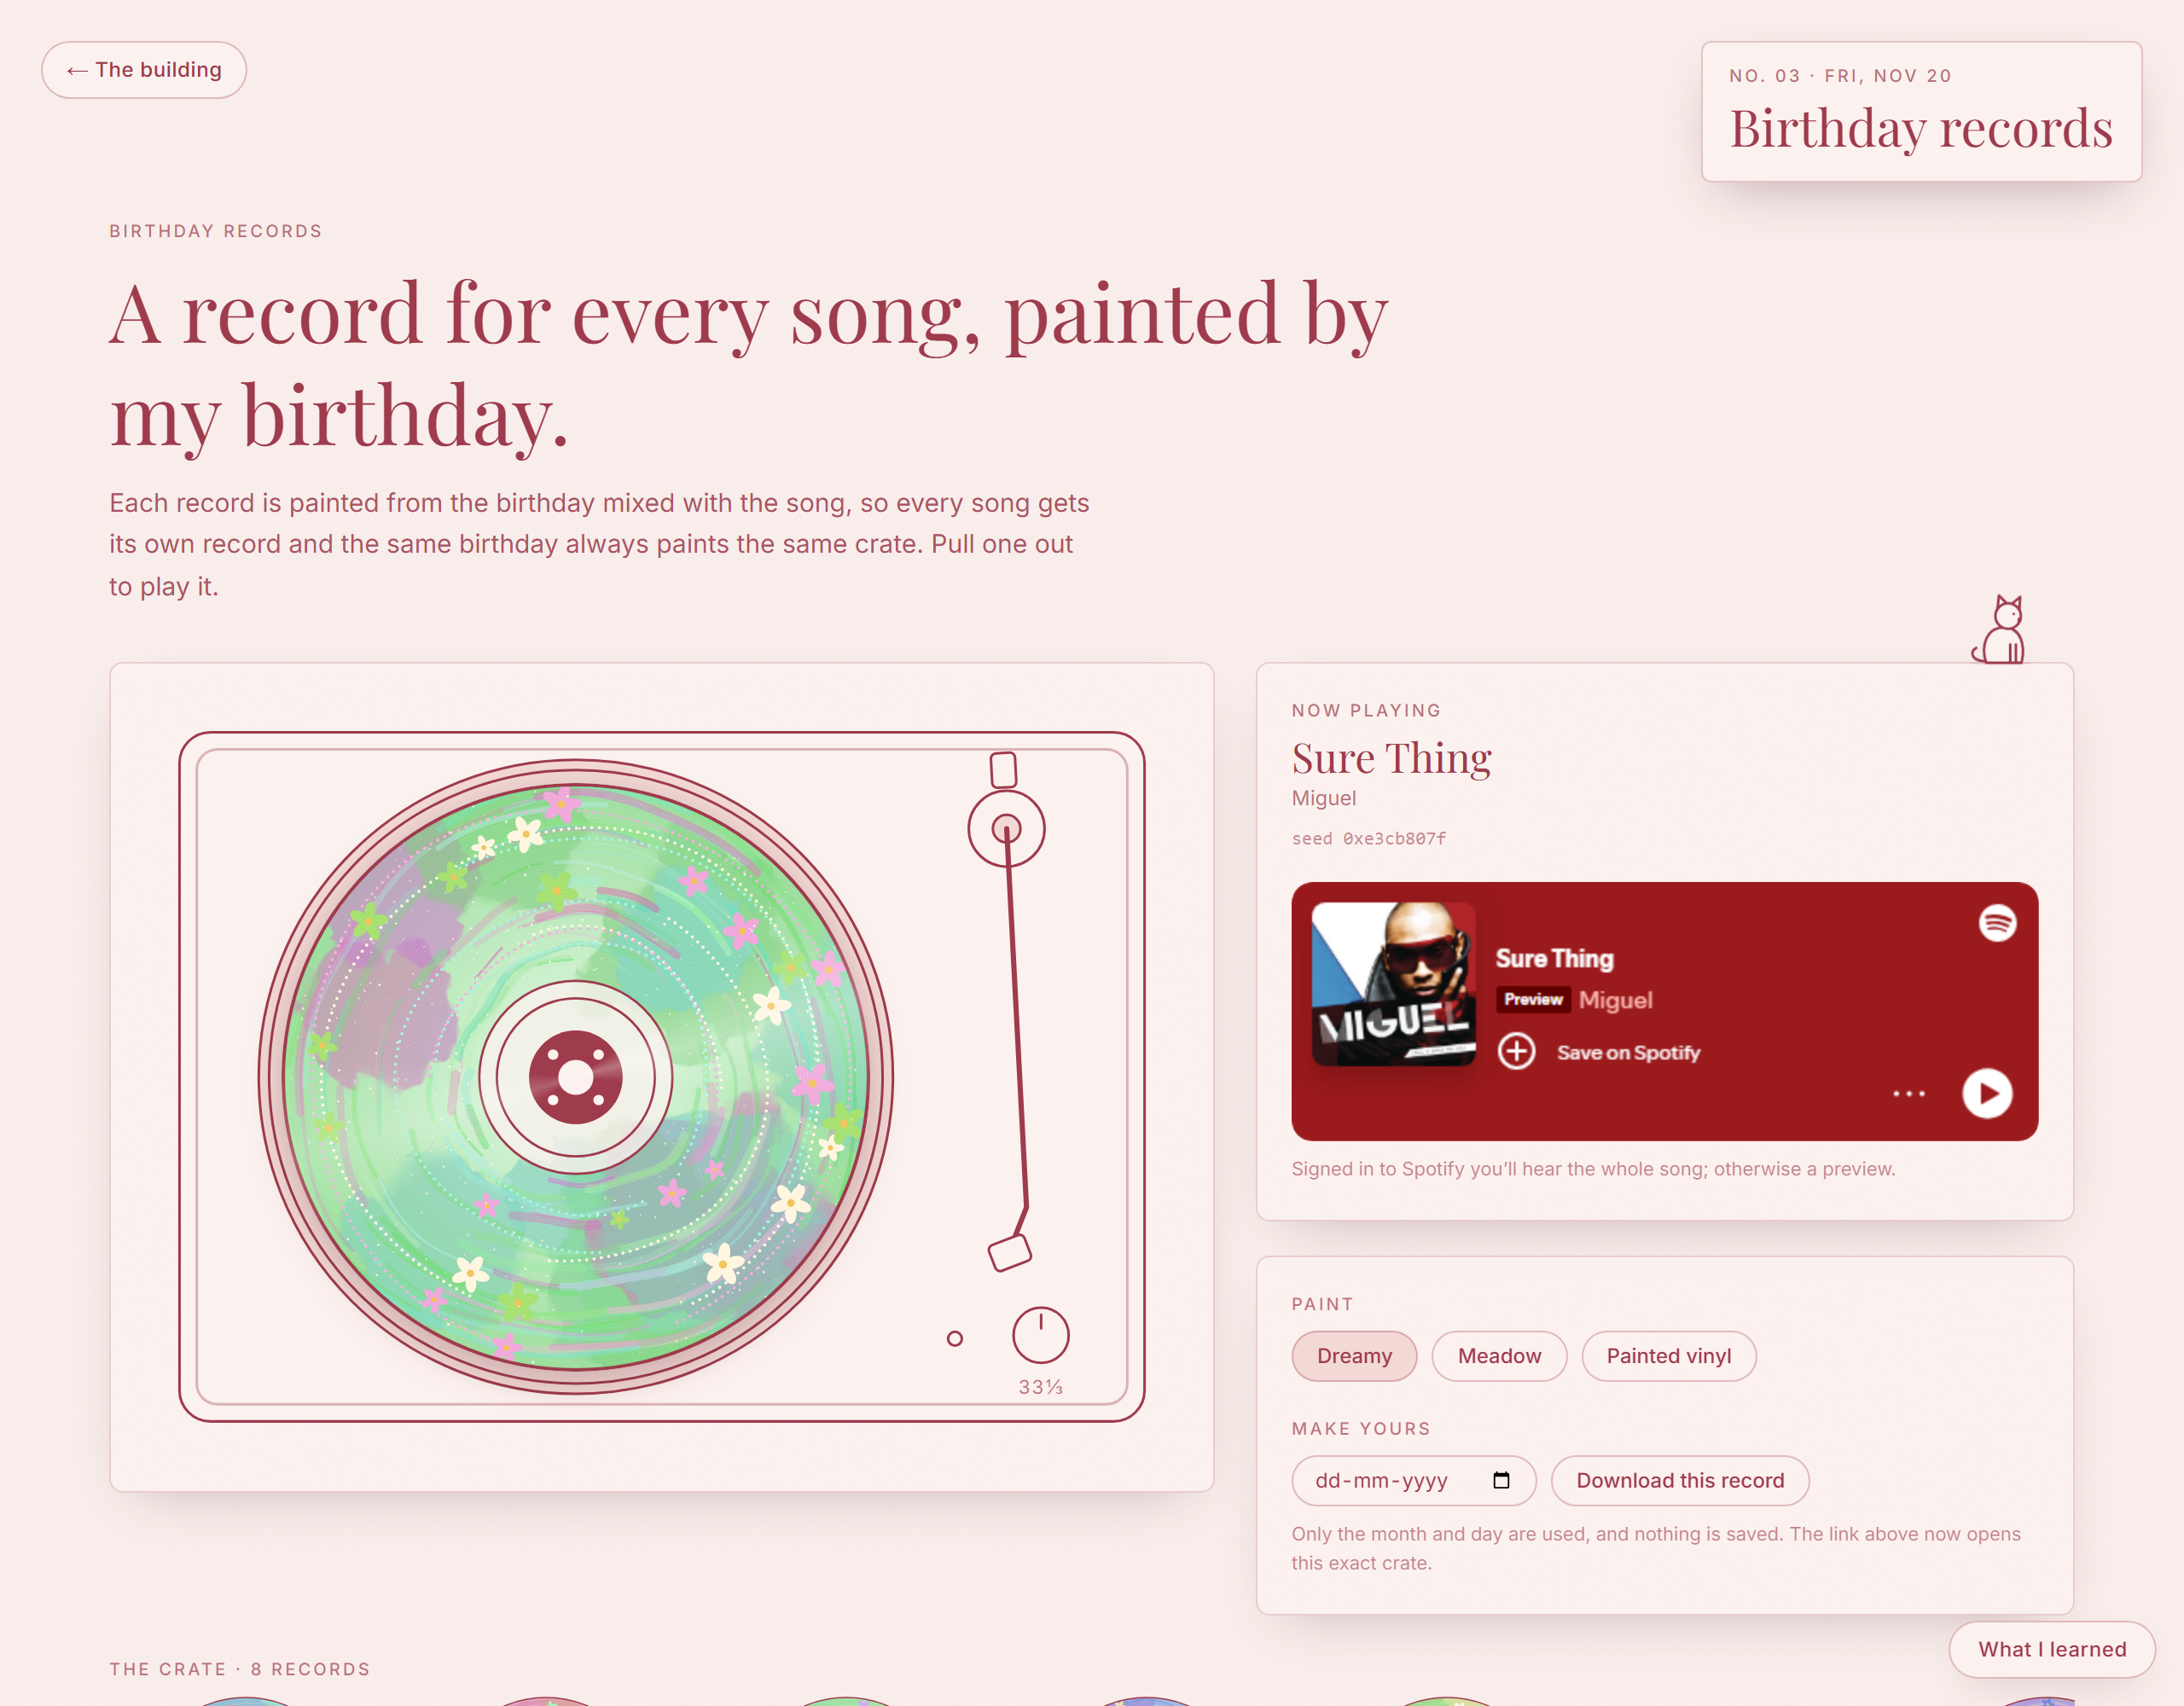 ← The building
NO. 03 · FRI, NOV 20
Birthday records
BIRTHDAY RECORDS
A record for every song, painted by
my birthday.
Each record is painted from the birthday mixed with the song, so every song gets
its own record and the same birthday always paints the same crate. Pull one out
to play it.
33⅓
NOW PLAYING
Sure Thing
Miguel
seed 0xe3cb807f
MIGUEL
Sure Thing
Preview Miguel
Save on Spotify
Signed in to Spotify you’ll hear the whole song; otherwise a preview.
PAINT
Dreamy Meadow Painted vinyl
MAKE YOURS
dd-mm-yyyy Download this record
Only the month and day are used, and nothing is saved. The link above now opens
this exact crate.
What I learned
THE CRATE · 8 RECORDS